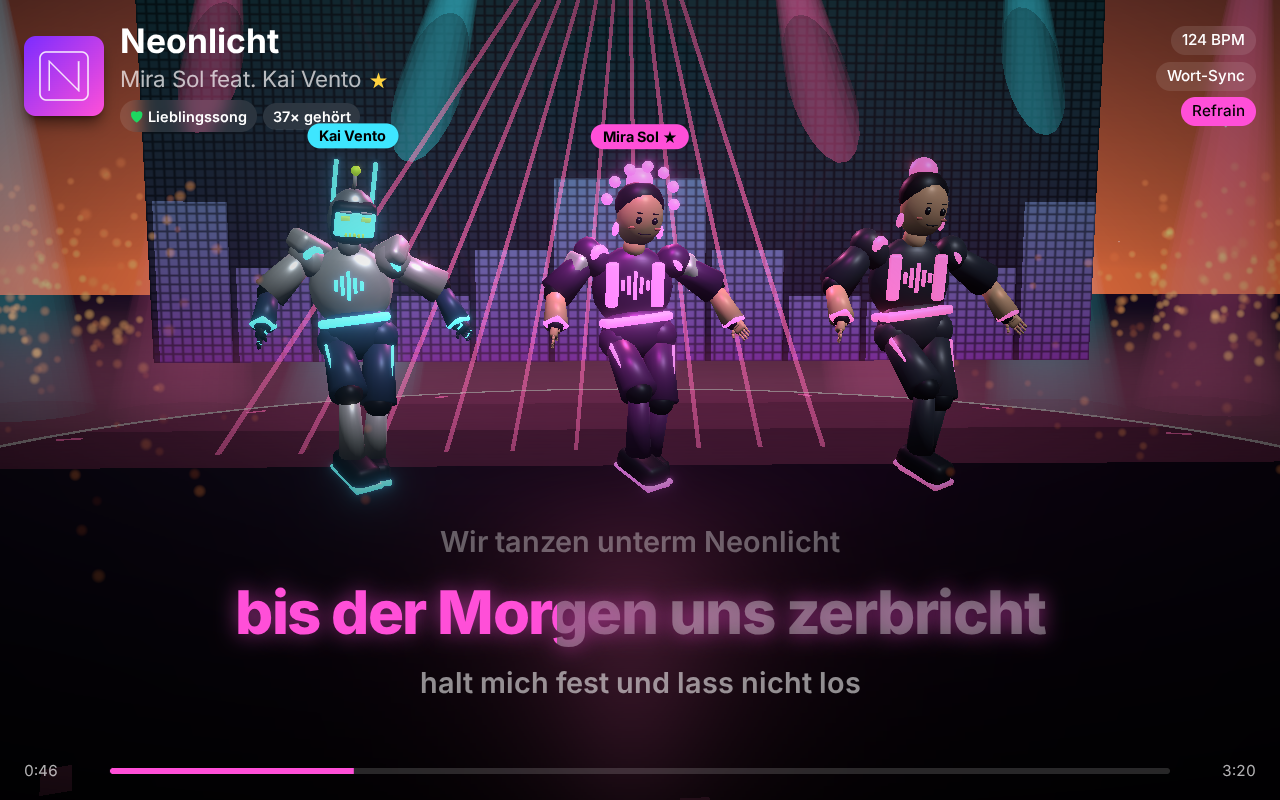 N
Neonlicht
Mira Sol feat. Kai Vento ★
Lieblingssong
37× gehört
124 BPM
Wort-Sync
Refrain
Kai Vento
Mira Sol ★
Wir tanzen unterm Neonlicht
bis der Morgen uns zerbricht
halt mich fest und lass nicht los
0:46
3:20